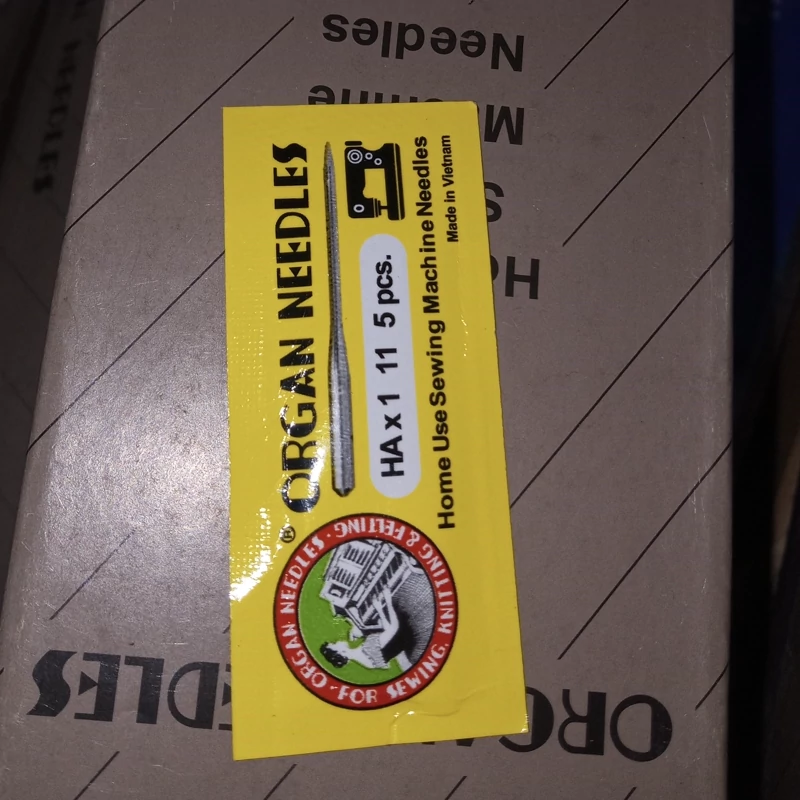 ORGAN NEEDLES
®
HA x 1 11 5 pcs.
Home Use Sewing Machine Needles
Made in Vietnam
· ORGAN NEEDLES ·
FOR SEWING, KNITTING & FELTING
Needles
NEEDLES